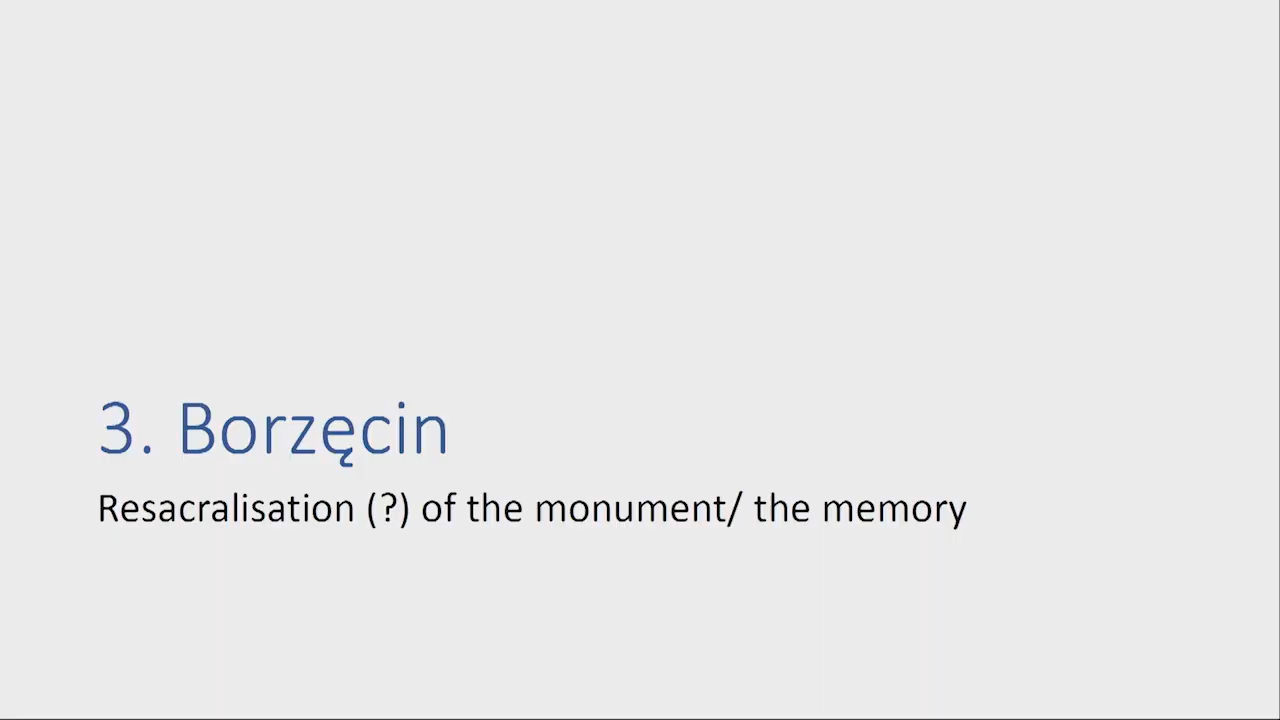 3. Borzęcin
Resacralisation (?) of the monument/ the memory